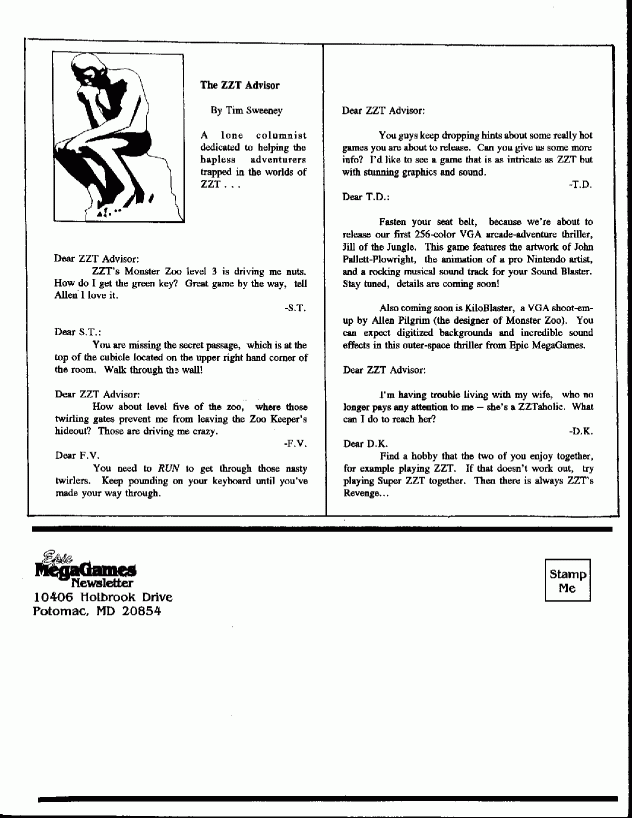 The ZZT Advisor
By Tim Sweeney
A lone columnist
dedicated to helping the
hapless adventurers
trapped in the worlds of
ZZT . . .
Dear ZZT Advisor:
ZZT's Monster Zoo level 3 is driving me nuts.
How do I get the green key? Great game by the way, tell
Allen I love it.
-S.T.
Dear S.T.:
You are missing the secret passage, which is at the
top of the cubicle located on the upper right hand corner of
the room. Walk through the wall!
Dear ZZT Advisor:
How about level five of the zoo, where those
twirling gates prevent me from leaving the Zoo Keeper's
hideout? Those are driving me crazy.
-F.V.
Dear F.V.
You need to RUN to get through those nasty
twirlers. Keep pounding on your keyboard until you've
made your way through.
Dear ZZT Advisor:
You guys keep dropping hints about some really hot
games you are about to release. Can you give us some more
info? I'd like to see a game that is as intricate as ZZT but
with stunning graphics and sound.
-T.D.
Dear T.D.:
Fasten your seat belt, because we're about to
release our first 256-color VGA arcade-adventure thriller,
Jill of the Jungle. This game features the artwork of John
Pallett-Plowright, the animation of a pro Nintendo artist,
and a rocking musical sound track for your Sound Blaster.
Stay tuned, details are coming soon!
Also coming soon is KiloBlaster, a VGA shoot-em-
up by Allen Pilgrim (the designer of Monster Zoo). You
can expect digitized backgrounds and incredible sound
effects in this outer-space thriller from Epic MegaGames.
Dear ZZT Advisor:
I'm having trouble living with my wife, who no
longer pays any attention to me – she's a ZZTaholic. What
can I do to reach her?
-D.K.
Dear D.K.
Find a hobby that the two of you enjoy together,
for example playing ZZT. If that doesn't work out, try
playing Super ZZT together. Then there is always ZZT's
Revenge...
Epic
MegaGames
Newsletter
10406 Holbrook Drive
Potomac, MD 20854
Stamp
Me